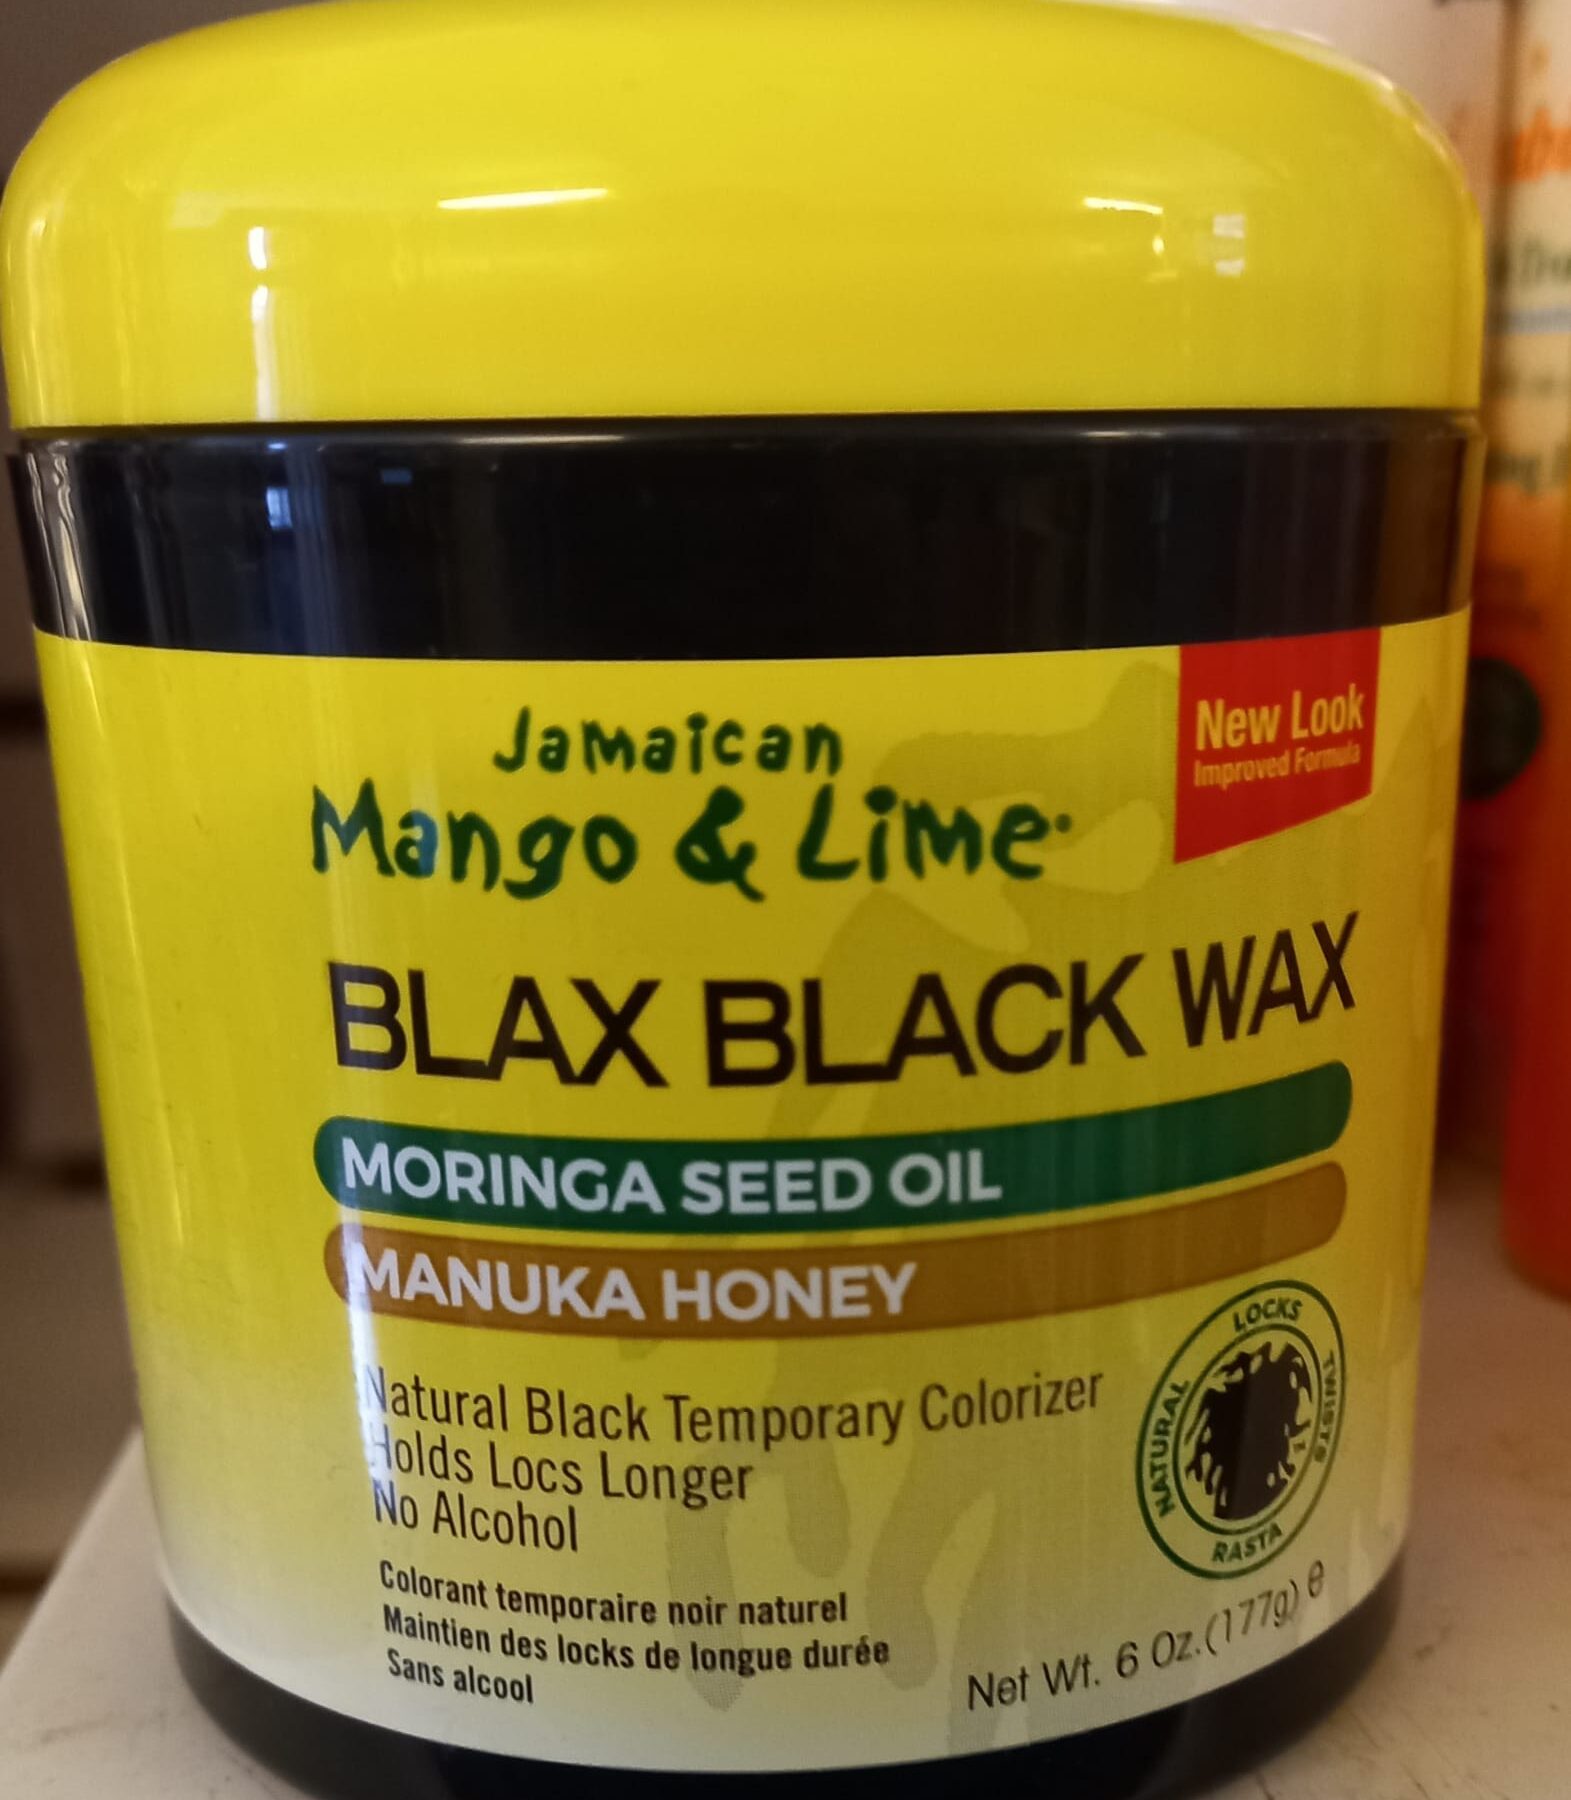 Jamaican
Mango & Lime
New Look
Improved Formula
BLAX BLACK WAX
MORINGA SEED OIL
MANUKA HONEY
Natural Black Temporary Colorizer
Holds Locs Longer
No Alcohol
Colorant temporaire noir naturel
Maintien des locks de longue durée
Sans alcool
NATURAL
LOCKS
TWISTS
RASTA
Net Wt. 6 Oz.(177g) e